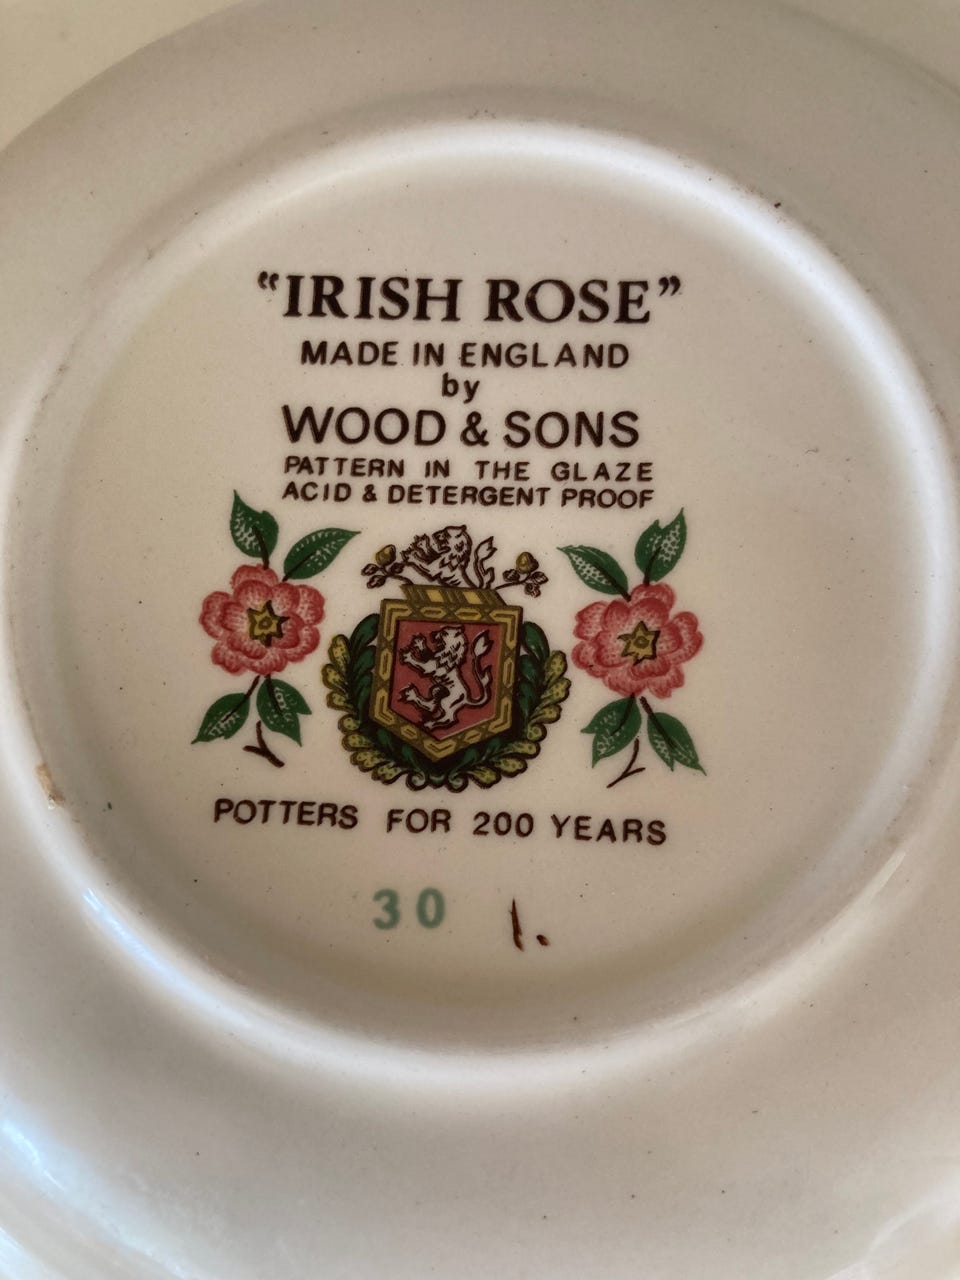 “IRISH ROSE”
MADE IN ENGLAND
by
WOOD & SONS
PATTERN IN THE GLAZE
ACID & DETERGENT PROOF
POTTERS FOR 200 YEARS
30 1.